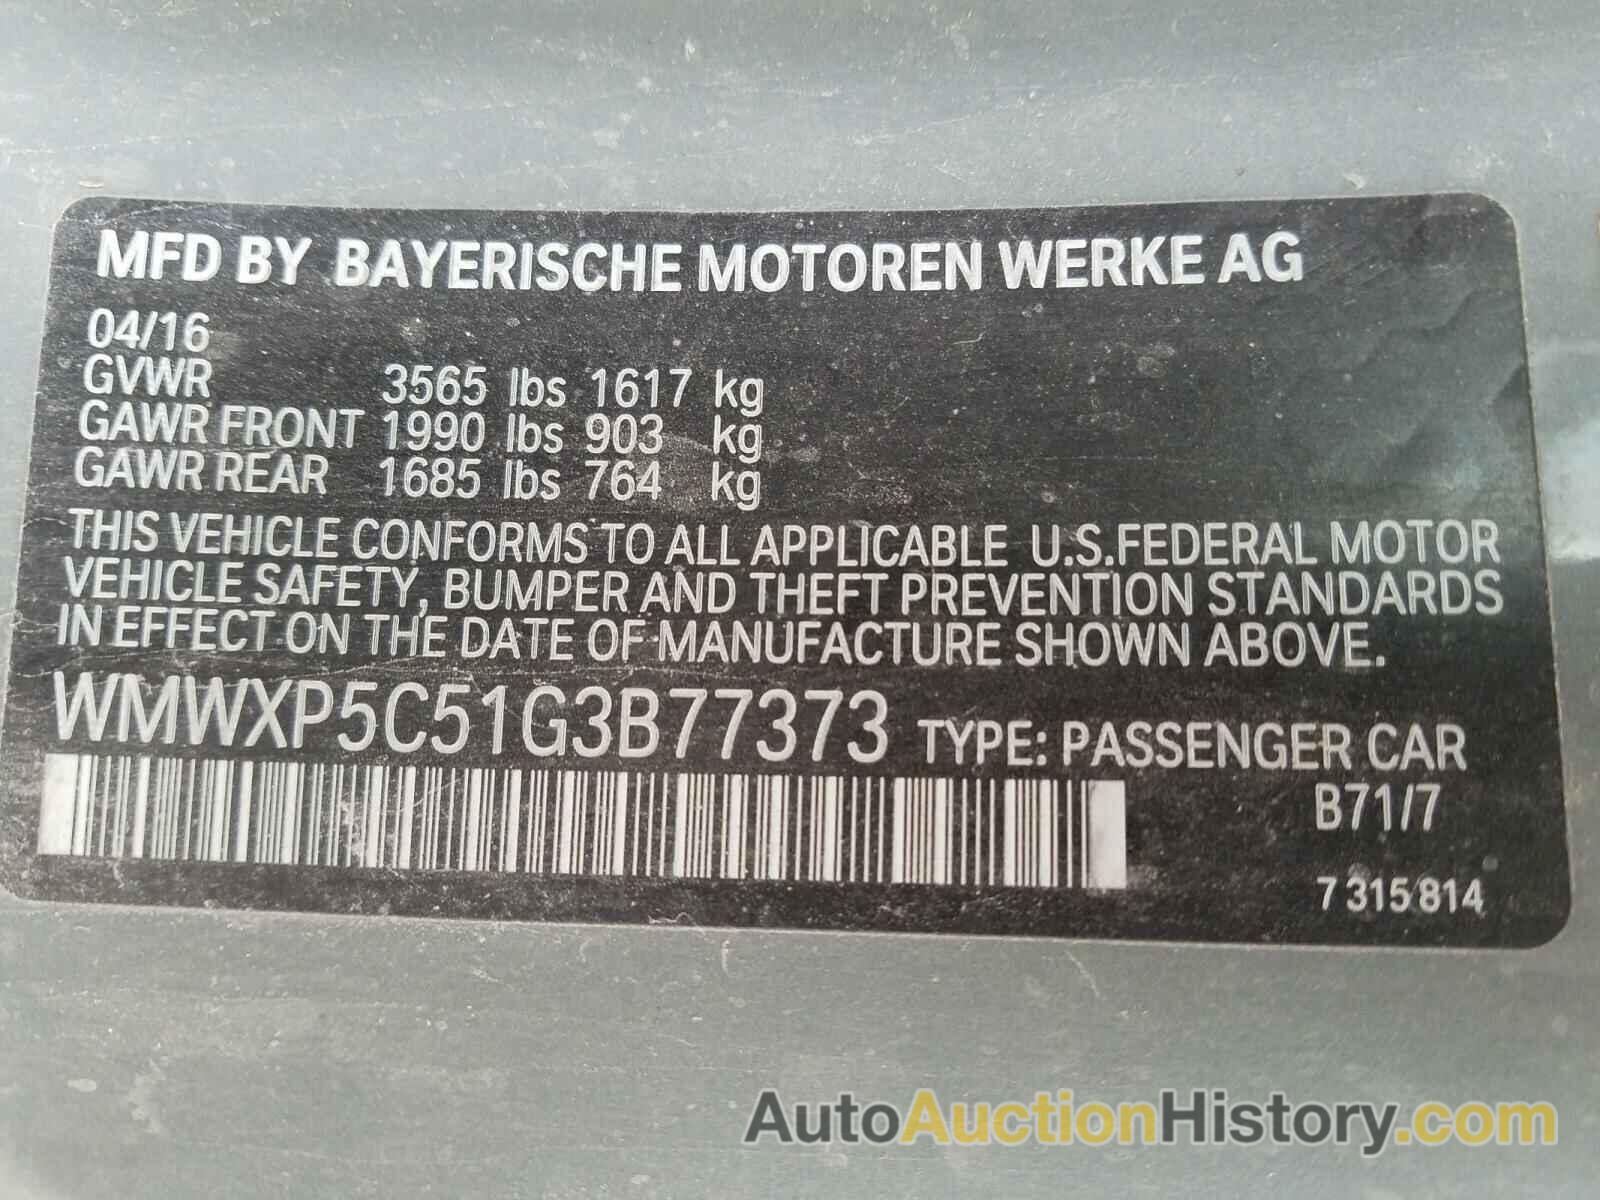 MFD BY BAYERISCHE MOTOREN WERKE AG
04/16
GVWR 3565 lbs 1617 kg
GAWR FRONT 1990 lbs 903 kg
GAWR REAR 1685 lbs 764 kg
THIS VEHICLE CONFORMS TO ALL APPLICABLE U.S.FEDERAL MOTOR
VEHICLE SAFETY, BUMPER AND THEFT PREVENTION STANDARDS
IN EFFECT ON THE DATE OF MANUFACTURE SHOWN ABOVE.
WMWXP5C51G3B77373 TYPE: PASSENGER CAR
B71/7
7 315 814
AutoAuctionHistory.com